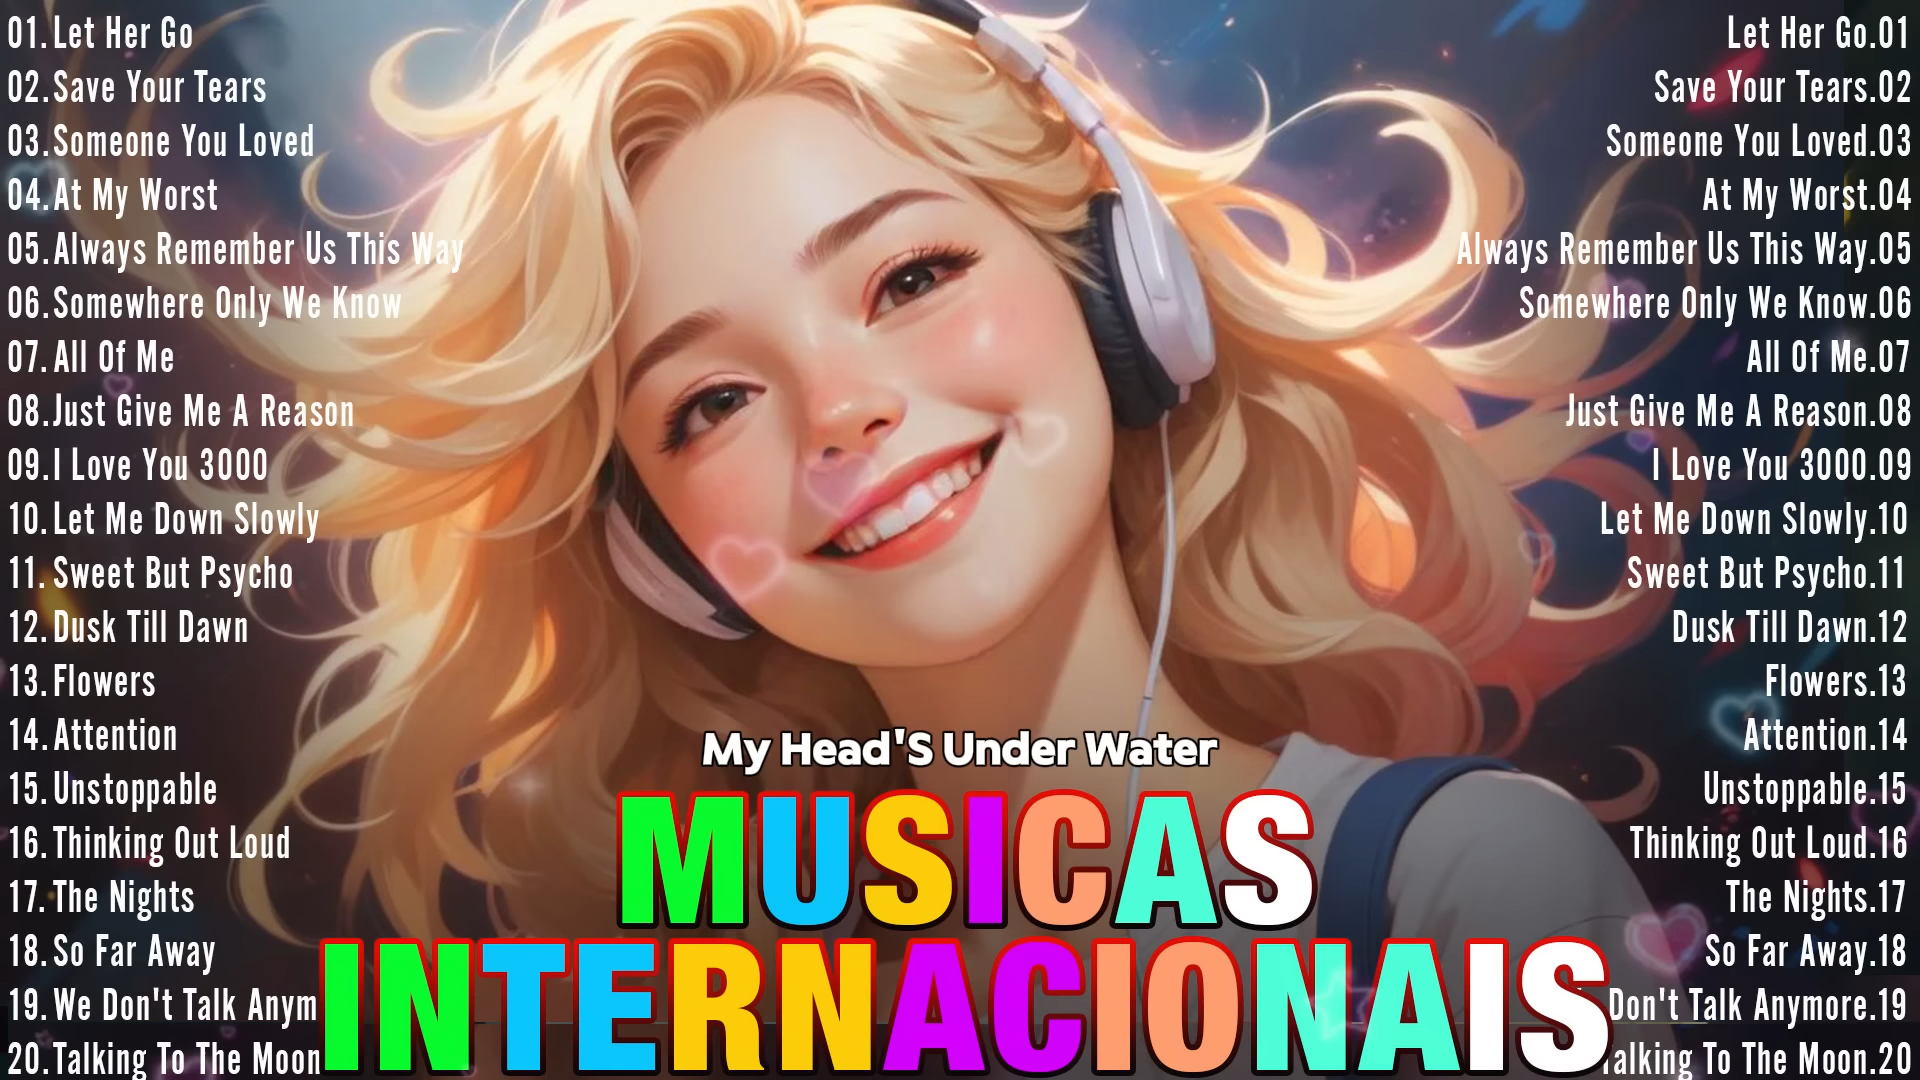 01.Let Her Go
02.Save Your Tears
03.Someone You Loved
04.At My Worst
05.Always Remember Us This Way
06.Somewhere Only We Know
07.All Of Me
08.Just Give Me A Reason
09.I Love You 3000
10.Let Me Down Slowly
11.Sweet But Psycho
12.Dusk Till Dawn
13.Flowers
14.Attention
15.Unstoppable
16.Thinking Out Loud
17.The Nights
18.So Far Away
19.We Don't Talk Anym
20.Talking To The Moon
Let Her Go.01
Save Your Tears.02
Someone You Loved.03
At My Worst.04
Always Remember Us This Way.05
Somewhere Only We Know.06
All Of Me.07
Just Give Me A Reason.08
I Love You 3000.09
Let Me Down Slowly.10
Sweet But Psycho.11
Dusk Till Dawn.12
Flowers.13
Attention.14
Unstoppable.15
Thinking Out Loud.16
The Nights.17
So Far Away.18
Don't Talk Anymore.19
alking To The Moon.20
My Head'S Under Water
MUSICAS
INTERNACIONAIS